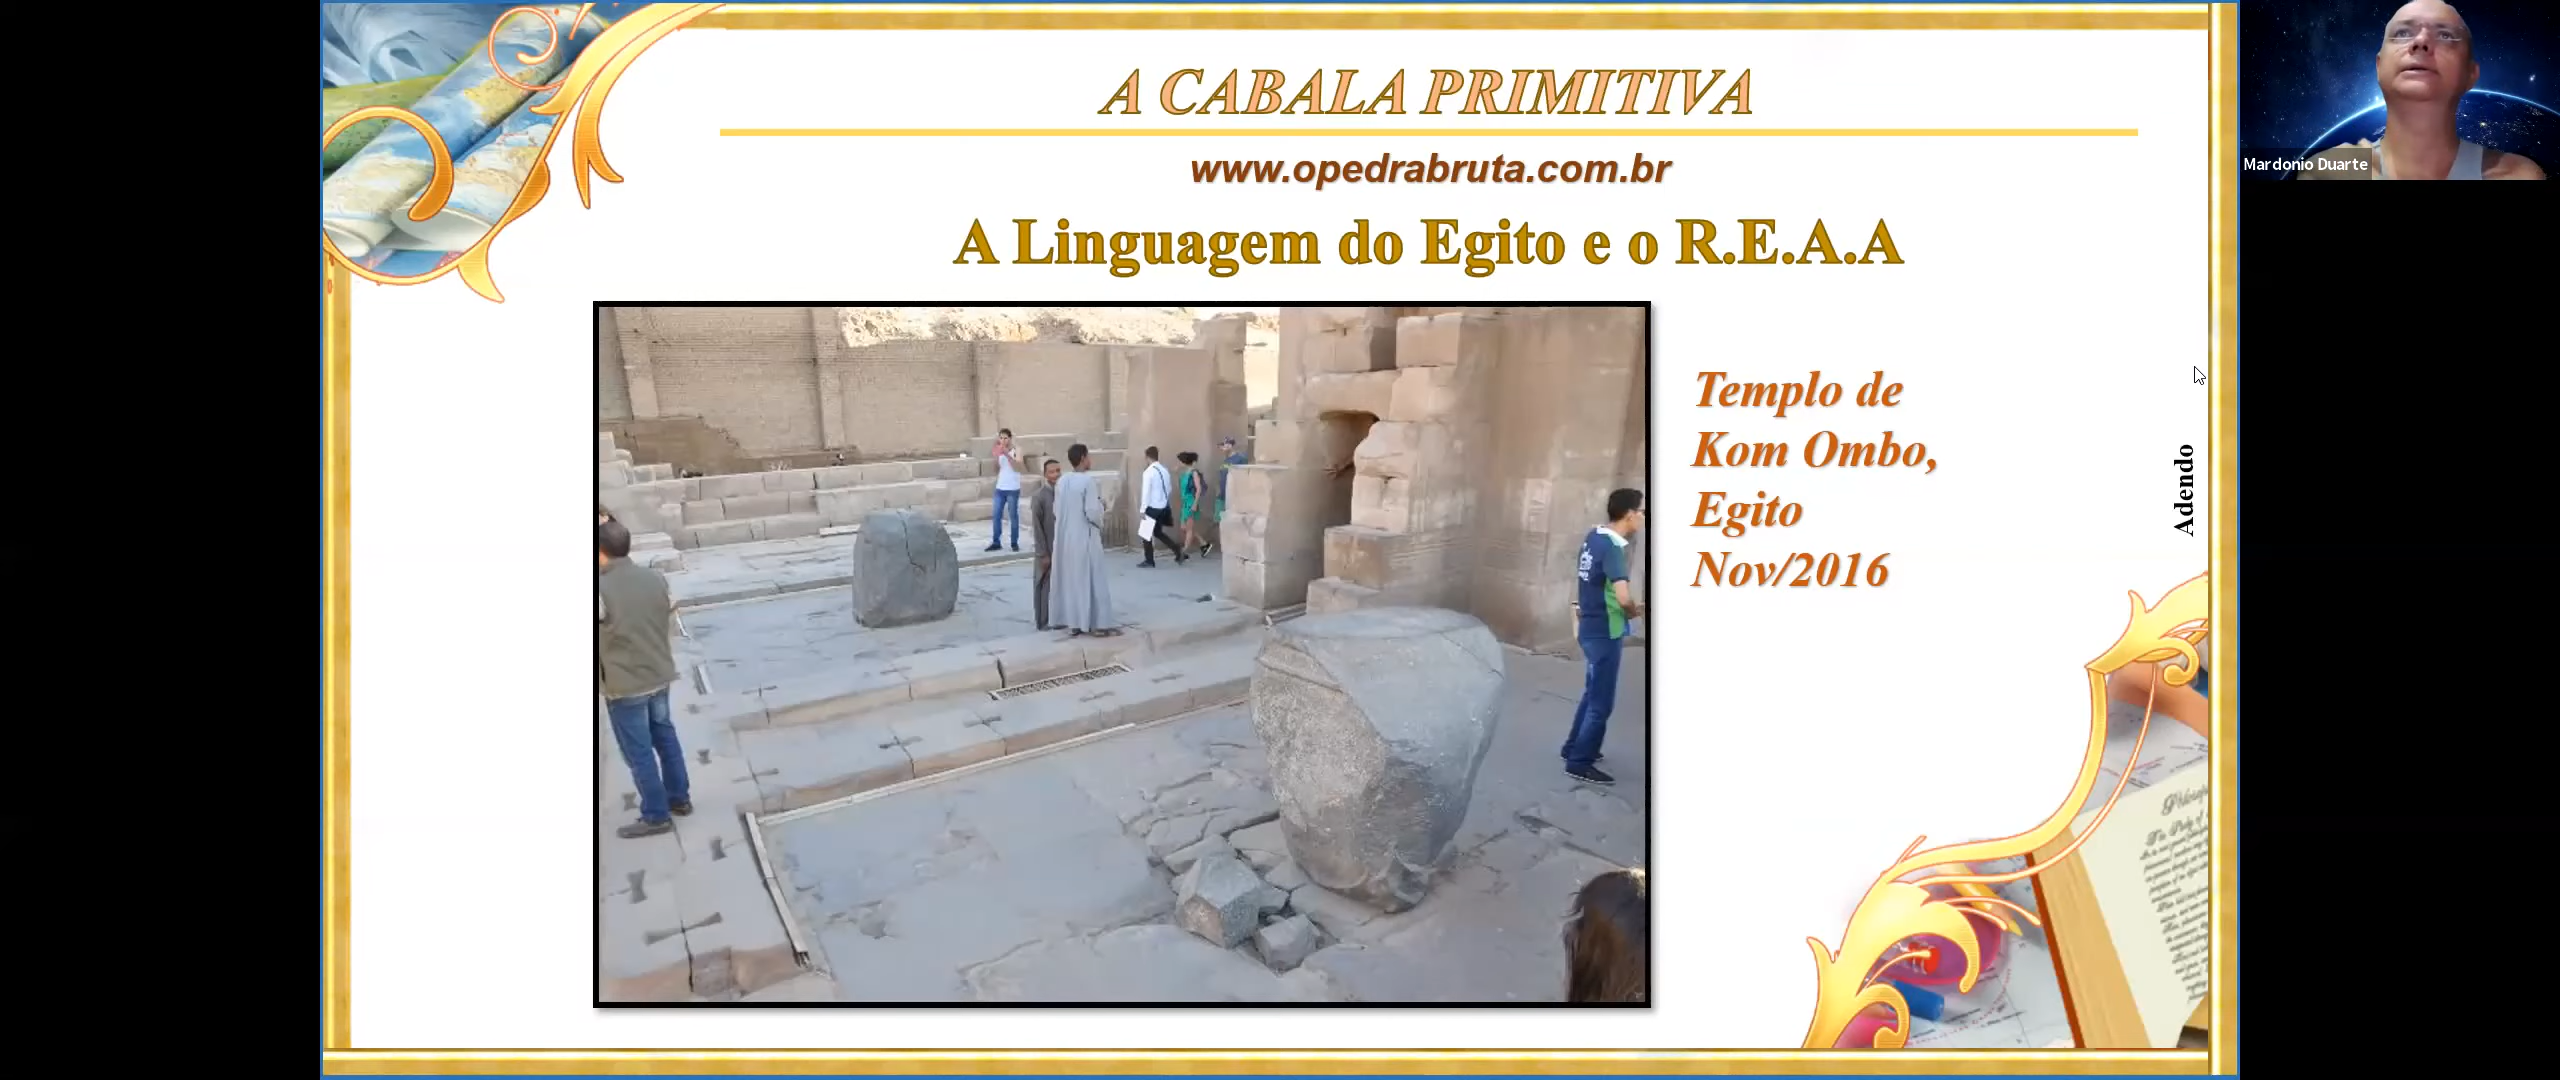 A CABALA PRIMITIVA
www.opedrabruta.com.br
A Linguagem do Egito e o R.E.A.A
Templo de
Kom Ombo,
Egito
Nov/2016
Adendo
Mardonio Duarte